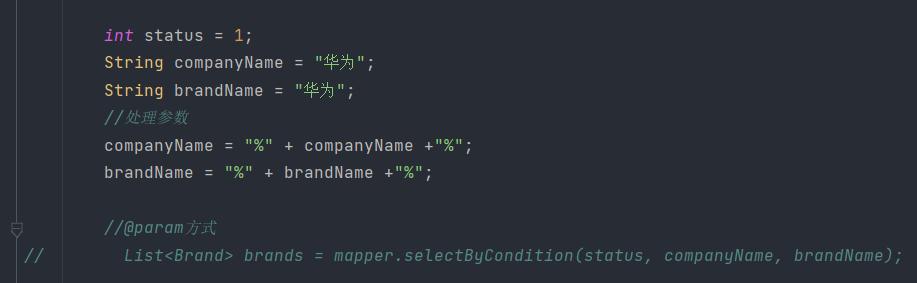 int status = 1;
String companyName = "华为";
String brandName = "华为";
//处理参数
companyName = "%" + companyName +"%";
brandName = "%" + brandName +"%";
//@param方式
// List<Brand> brands = mapper.selectByCondition(status, companyName, brandName);